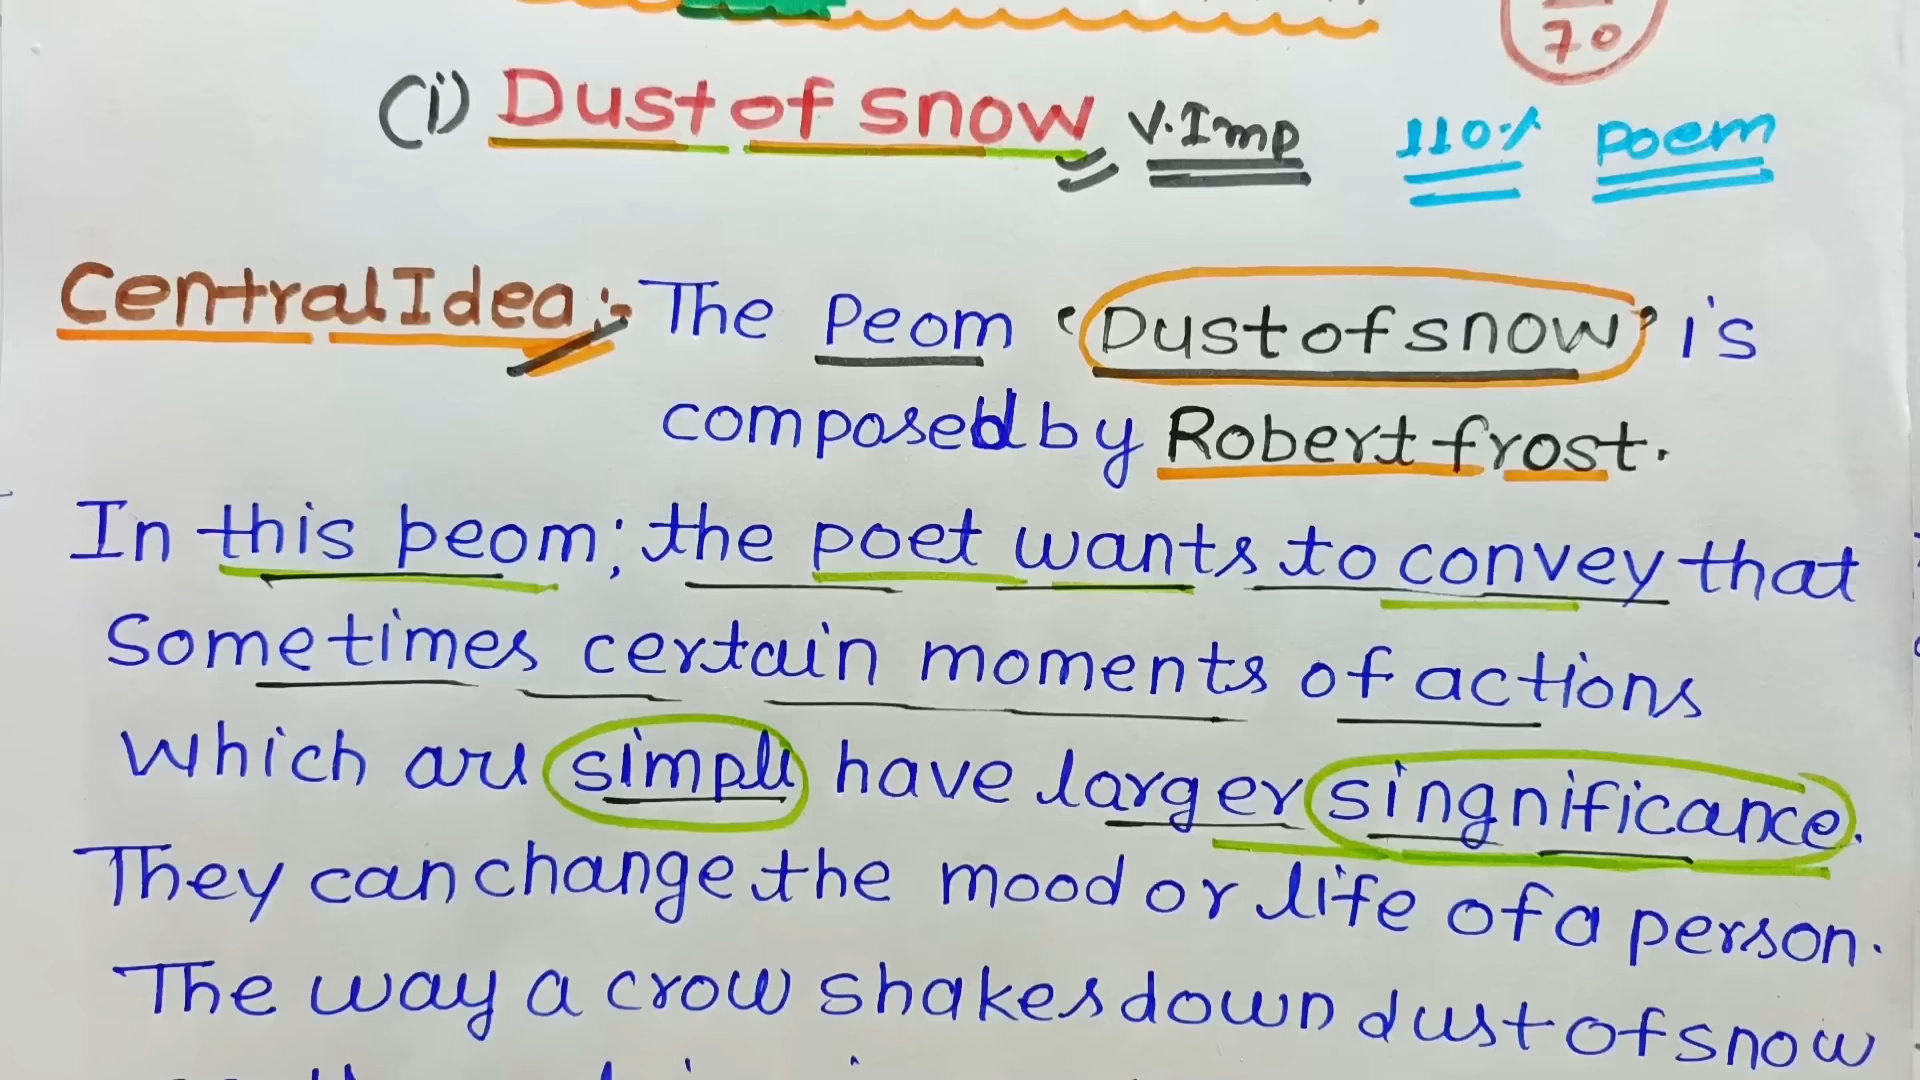 70
(i) Dust of snow V.Imp 110% Poem
Central Idea :- The Peom 'Dust of snow' is
composed by Robert frost.
In this peom; the poet wants to convey that
Sometimes certain moments of actions
which are simple have larger singnificance.
They can change the mood or life of a person.
The way a crow shakes down dust of snow